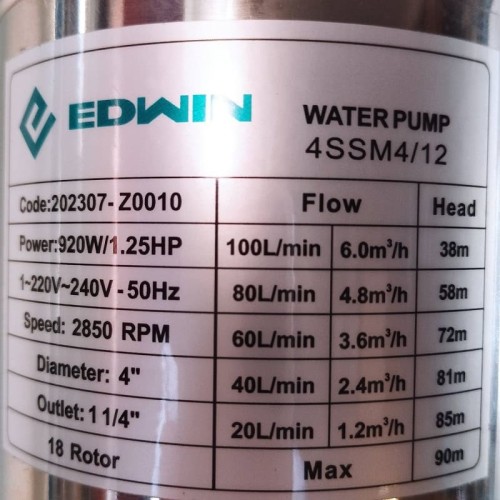 EDWIN
WATER PUMP
4SSM4/12
Code:202307-Z0010 Flow Head
Power:920W/1.25HP 100L/min 6.0m³/h 38m
1~220V~240V-50Hz 80L/min 4.8m³/h 58m
Speed: 2850 RPM 60L/min 3.6m³/h 72m
Diameter: 4" 40L/min 2.4m³/h 81m
Outlet: 1 1/4" 20L/min 1.2m³/h 85m
18 Rotor Max 90m